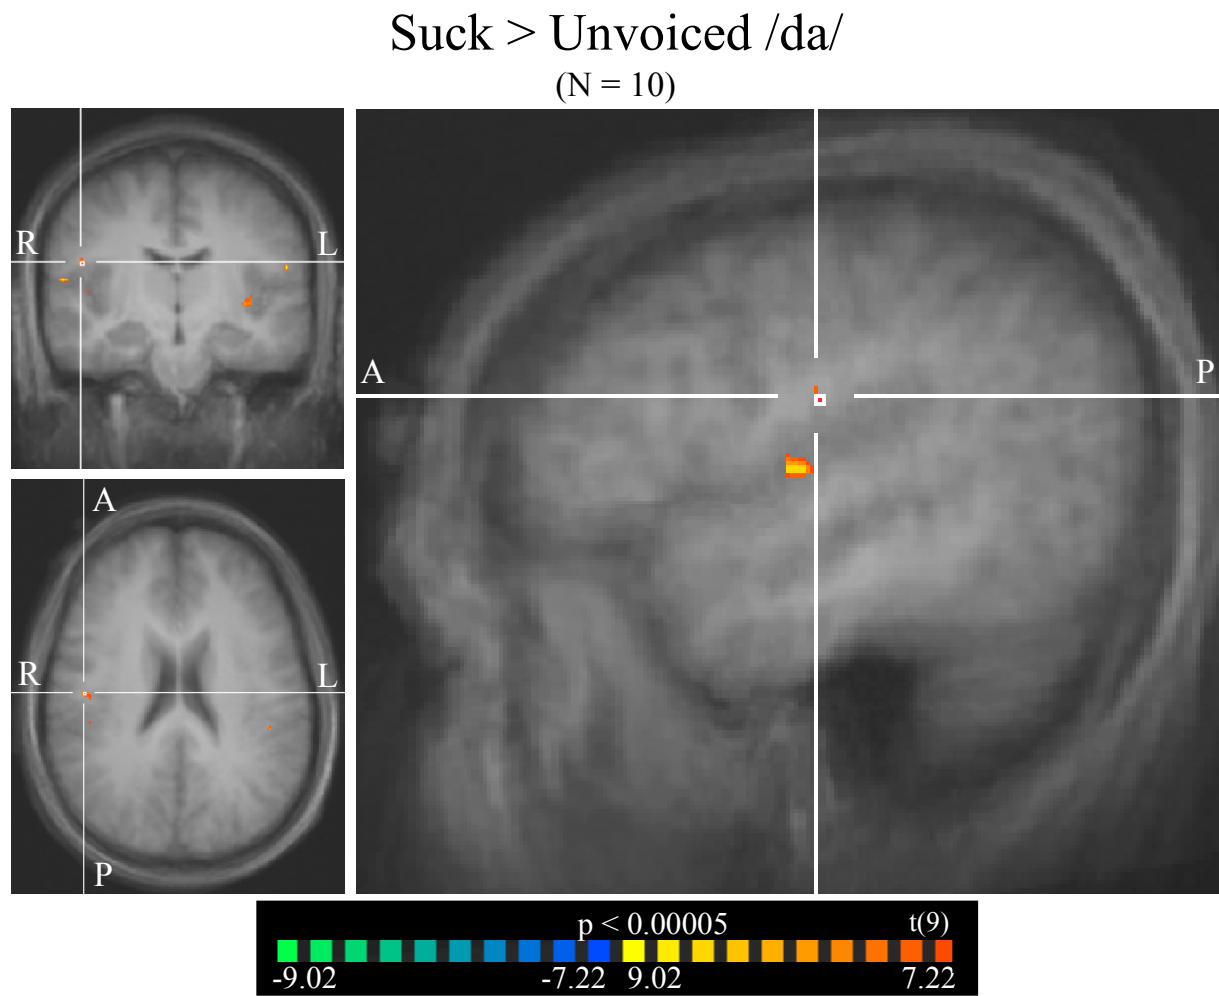 Suck > Unvoiced /da/
(N = 10)
R L
A P
A
R L
P
p < 0.00005 t(9)
-9.02 -7.22 9.02 7.22